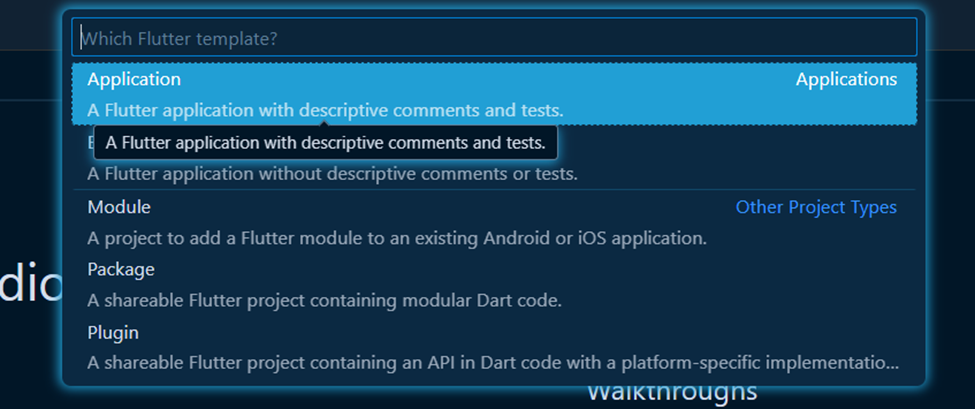 Which Flutter template?
Application Applications
A Flutter application with descriptive comments and tests.
A Flutter application with descriptive comments and tests.
A Flutter application without descriptive comments or tests.
Module Other Project Types
A project to add a Flutter module to an existing Android or iOS application.
Package
A shareable Flutter project containing modular Dart code.
Plugin
A shareable Flutter project containing an API in Dart code with a platform-specific implementatio...
dio
Walkthroughs